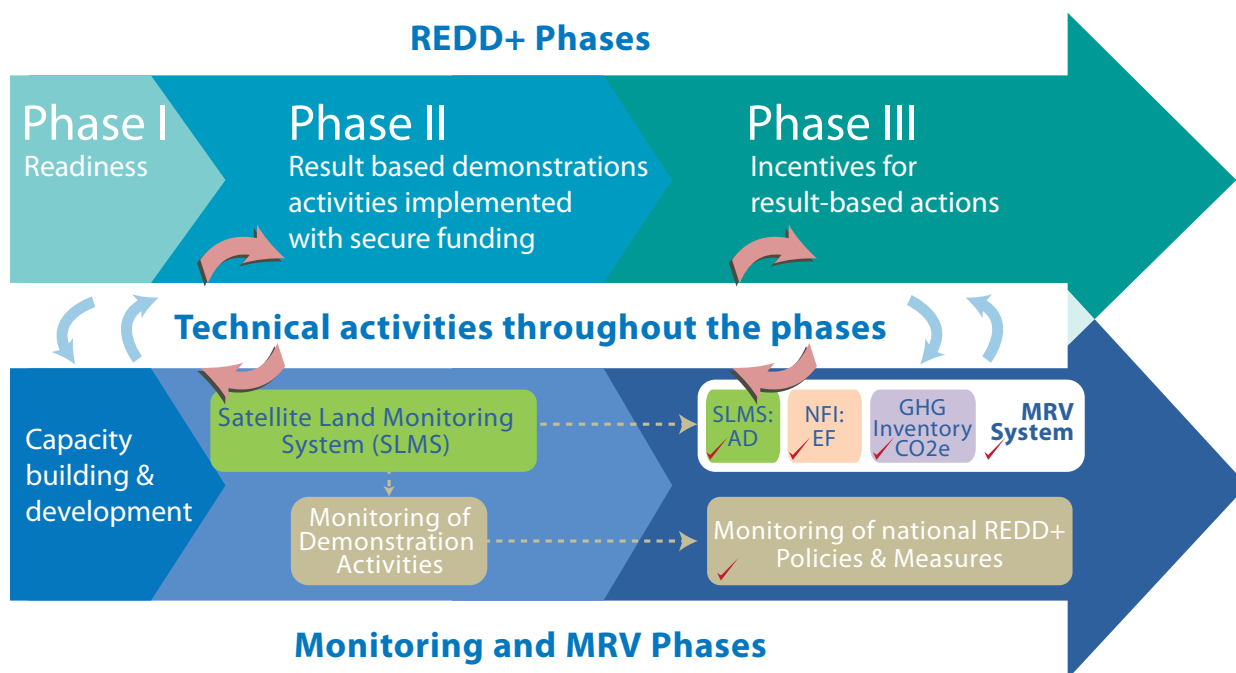 REDD+ Phases
Phase I
Readiness
Phase II
Result based demonstrations
activities implemented
with secure funding
Phase III
Incentives for
result-based actions
Technical activities throughout the phases
Capacity
building &
development
Satellite Land Monitoring
System (SLMS)
Monitoring of
Demonstration
Activities
SLMS:
AD
NFI:
EF
GHG
Inventory
CO2e
MRV
System
Monitoring of national REDD+
Policies & Measures
Monitoring and MRV Phases